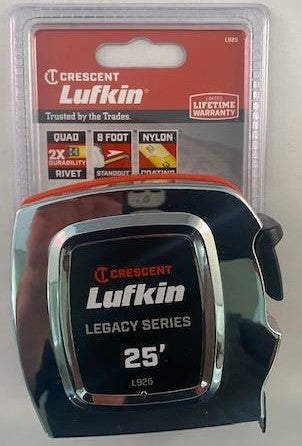 L925
CRESCENT
Lufkin®
Trusted by the Trades.
LIMITED
LIFETIME
WARRANTY
QUAD
2X
DURABILITY
RIVET
8 FOOT
STANDOUT
NYLON
COATING
CRESCENT
Lufkin
LEGACY SERIES
25'
L925